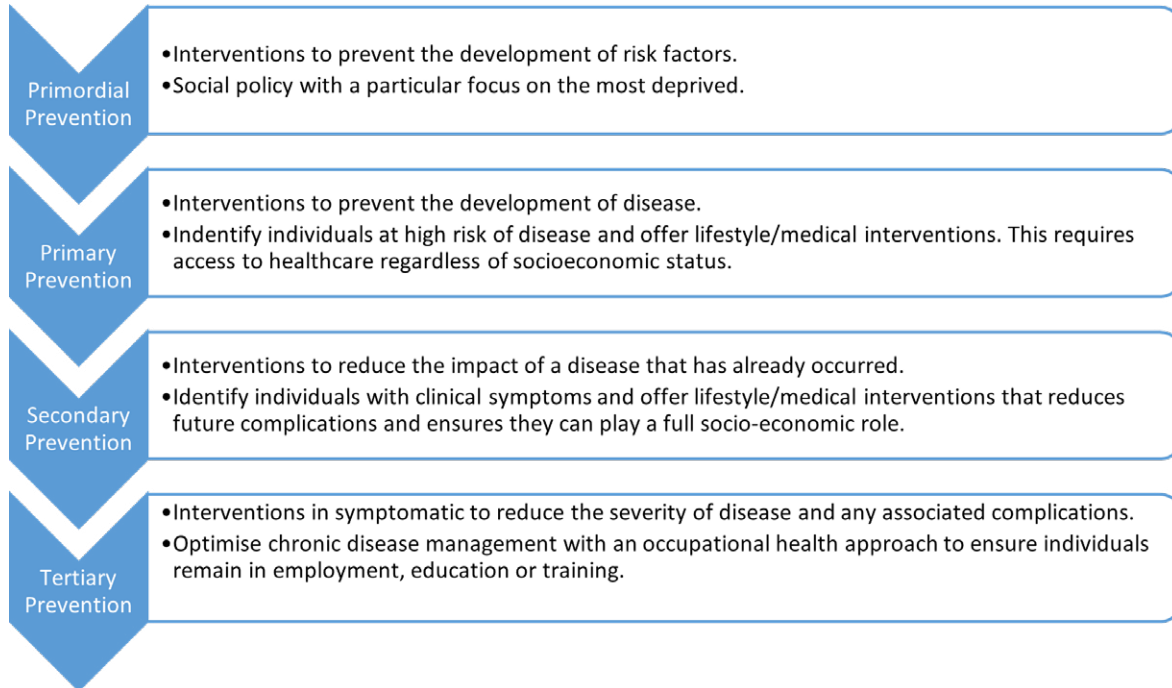 Primordial
Prevention
•Interventions to prevent the development of risk factors.
•Social policy with a particular focus on the most deprived.
Primary
Prevention
•Interventions to prevent the development of disease.
•Indentify individuals at high risk of disease and offer lifestyle/medical interventions. This requires
access to healthcare regardless of socioeconomic status.
Secondary
Prevention
•Interventions to reduce the impact of a disease that has already occurred.
•Identify individuals with clinical symptoms and offer lifestyle/medical interventions that reduces
future complications and ensures they can play a full socio-economic role.
Tertiary
Prevention
•Interventions in symptomatic to reduce the severity of disease and any associated complications.
•Optimise chronic disease management with an occupational health approach to ensure individuals
remain in employment, education or training.